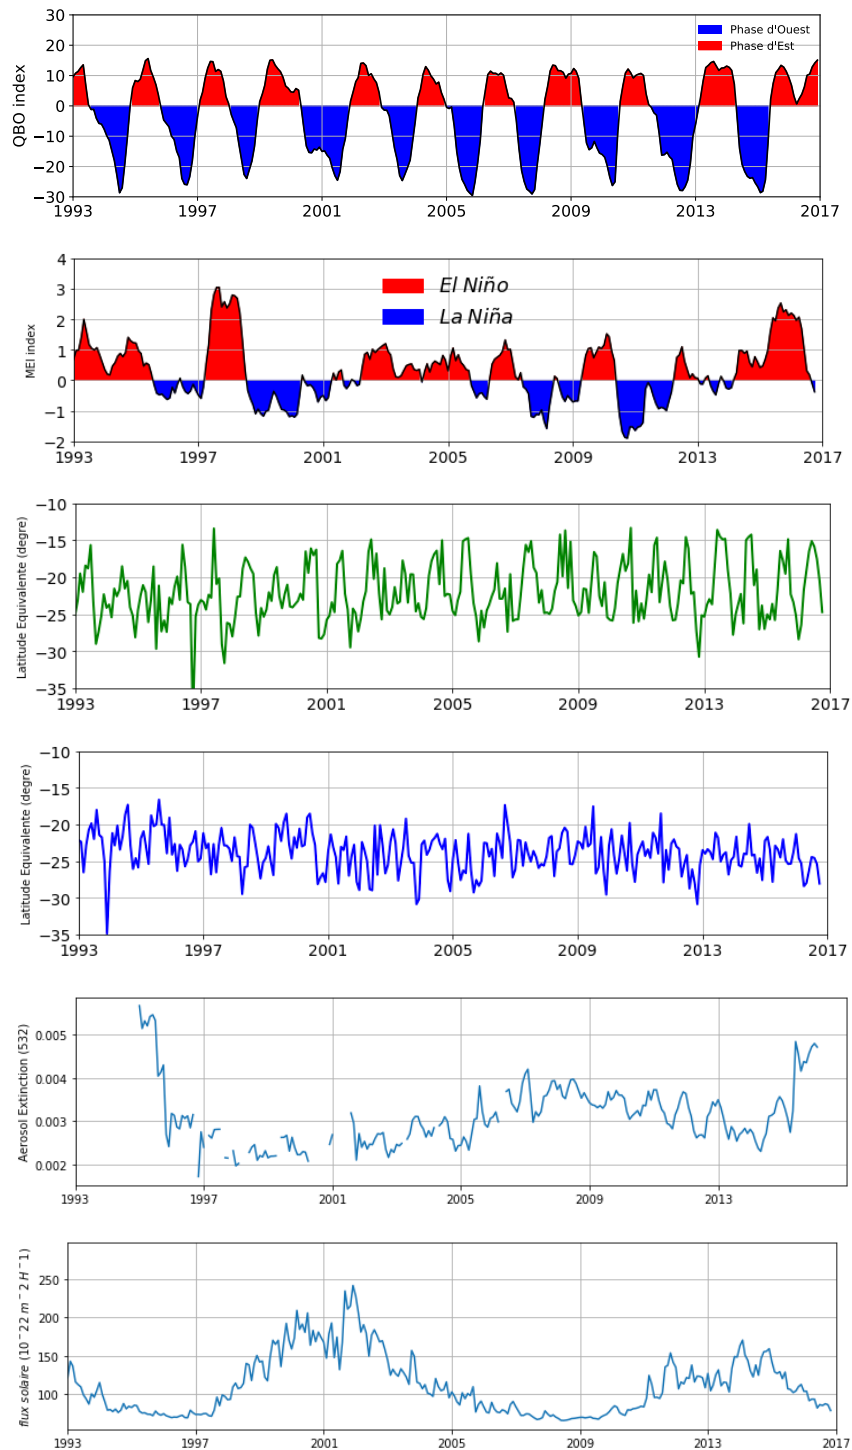 30
20
10
0
−10
−20
−30
QBO index
Phase d'Ouest
Phase d'Est
1993 1997 2001 2005 2009 2013 2017
4
3
2
1
0
−1
−2
MEI index
El Niño
La Niña
1993 1997 2001 2005 2009 2013 2017
−10
−15
−20
−25
−30
−35
Latitude Equivalente (degre)
1993 1997 2001 2005 2009 2013 2017
−10
−15
−20
−25
−30
−35
Latitude Equivalente (degre)
1993 1997 2001 2005 2009 2013 2017
0.005
0.004
0.003
0.002
Aerosol Extinction (532)
1993 1997 2001 2005 2009 2013
250
200
150
100
flux solaire (10⁻22 m⁻2 H⁻1)
1993 1997 2001 2005 2009 2013 2017